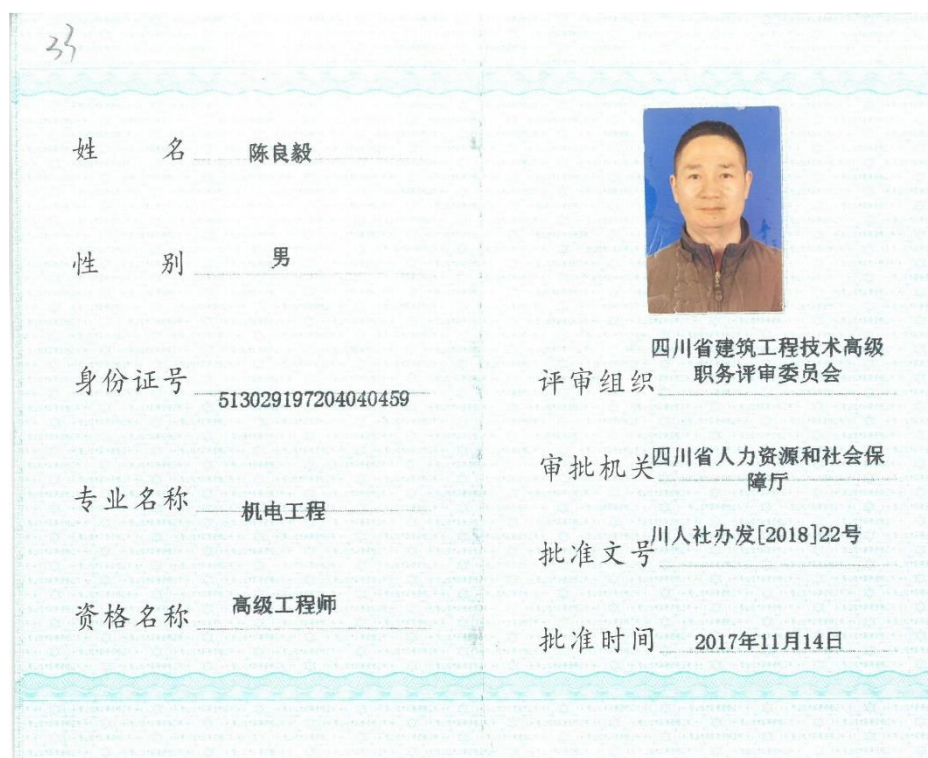 33
姓 名 陈良毅
性 别 男
身份证号 513029197204040459
专业名称 机电工程
资格名称 高级工程师
四川省建筑工程技术高级
评审组织 职务评审委员会
审批机关 四川省人力资源和社会保
障厅
批准文号 川人社办发[2018]22号
批准时间 2017年11月14日